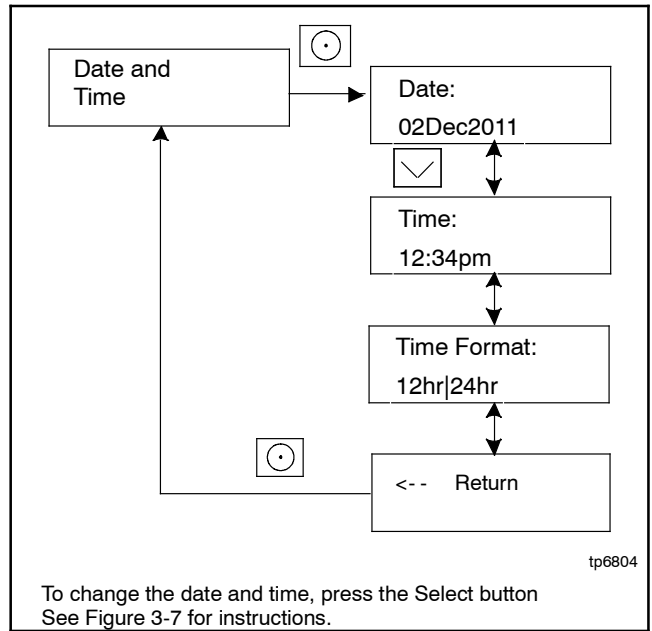 Date and
Time
Date:
02Dec2011
Time:
12:34pm
Time Format:
12hr|24hr
<-- Return
tp6804
To change the date and time, press the Select button
See Figure 3-7 for instructions.